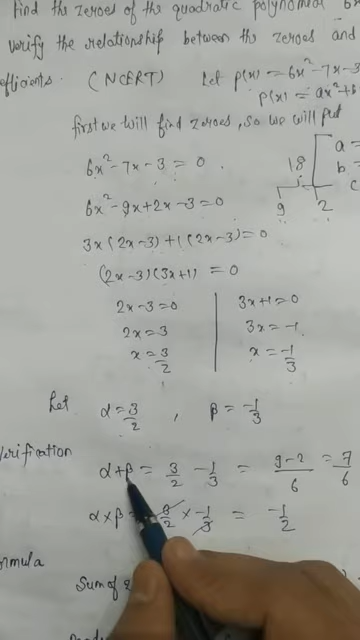 Find the zeroes of the quadratic polynomial 6x
verify the relationship between the zeroes and
efficients. (NCERT) Let p(x) = 6x²-7x-3
p(x) = ax²+b
first we will find zeroes, so we will put
6x²-7x-3 = 0
a =
18
b =
c
9 2
6x²-9x+2x-3=0
3x(2x-3)+1(2x-3)=0
(2x-3)(3x+1) = 0
2x-3=0 3x+1=0
2x=3 3x=-1
x=3/2 x=-1/3
Let α=3/2 , β=-1/3
erification
α+β = 3/2 - 1/3 = 9-2/6 = 7/6
α×β = 3/2 × -1/3 = -1/2
ormula
Sum of